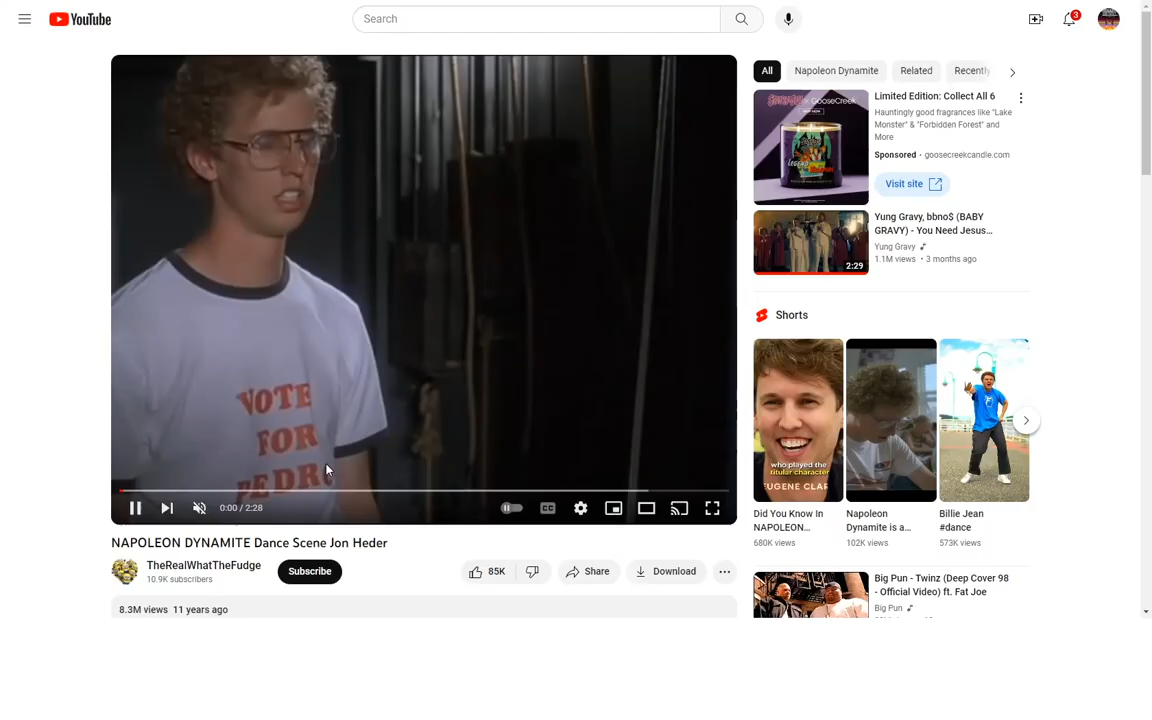 YouTube
Search
3
VOTE
FOR
PEDRO
0:00 / 2:28
CC
NAPOLEON DYNAMITE Dance Scene Jon Heder
TheRealWhatTheFudge
10.9K subscribers
Subscribe
85K
Share
Download
8.3M views 11 years ago
All
Napoleon Dynamite
Related
Recently
GooseCreek
Limited Edition: Collect All 6
Hauntingly good fragrances like "Lake
Monster" & "Forbidden Forest" and
More
Sponsored · goosecreekcandle.com
Visit site
2:29
Yung Gravy, bbno$ (BABY
GRAVY) - You Need Jesus…
Yung Gravy
1.1M views · 3 months ago
Shorts
who played the
titular character
EUGENE CLAR
Did You Know In
NAPOLEON…
680K views
Napoleon
Dynamite is a…
102K views
Billie Jean
#dance
573K views
Big Pun - Twinz (Deep Cover 98
- Official Video) ft. Fat Joe
Big Pun